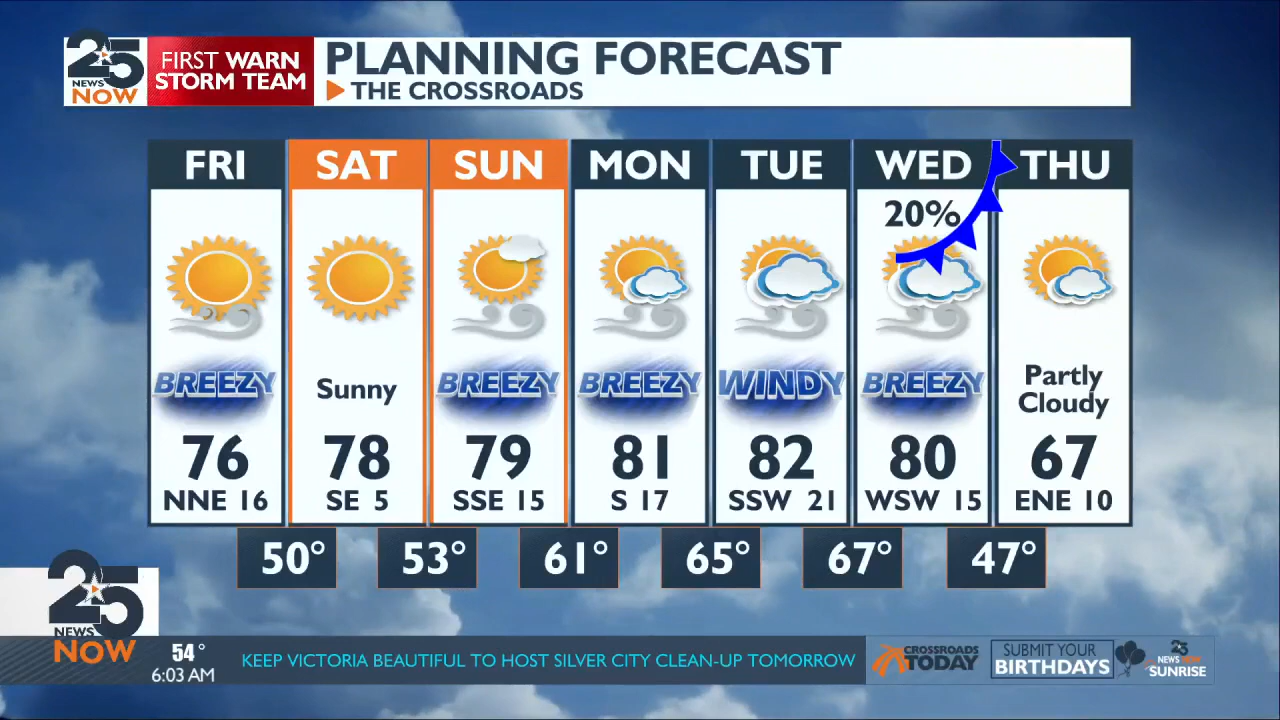 25
NEWS
NOW
FIRST WARN
STORM TEAM
PLANNING FORECAST
THE CROSSROADS
FRI
SAT
SUN
MON
TUE
WED
THU
20%
BREEZY
Sunny
BREEZY
BREEZY
WINDY
BREEZY
Partly
Cloudy
76
78
79
81
82
80
67
NNE 16
SE 5
SSE 15
S 17
SSW 21
WSW 15
ENE 10
50°
53°
61°
65°
67°
47°
25
NEWS
NOW
54°
6:03 AM
KEEP VICTORIA BEAUTIFUL TO HOST SILVER CITY CLEAN-UP TOMORROW
CROSSROADS
TODAY
SUBMIT YOUR
BIRTHDAYS
25
NEWS NOW
SUNRISE